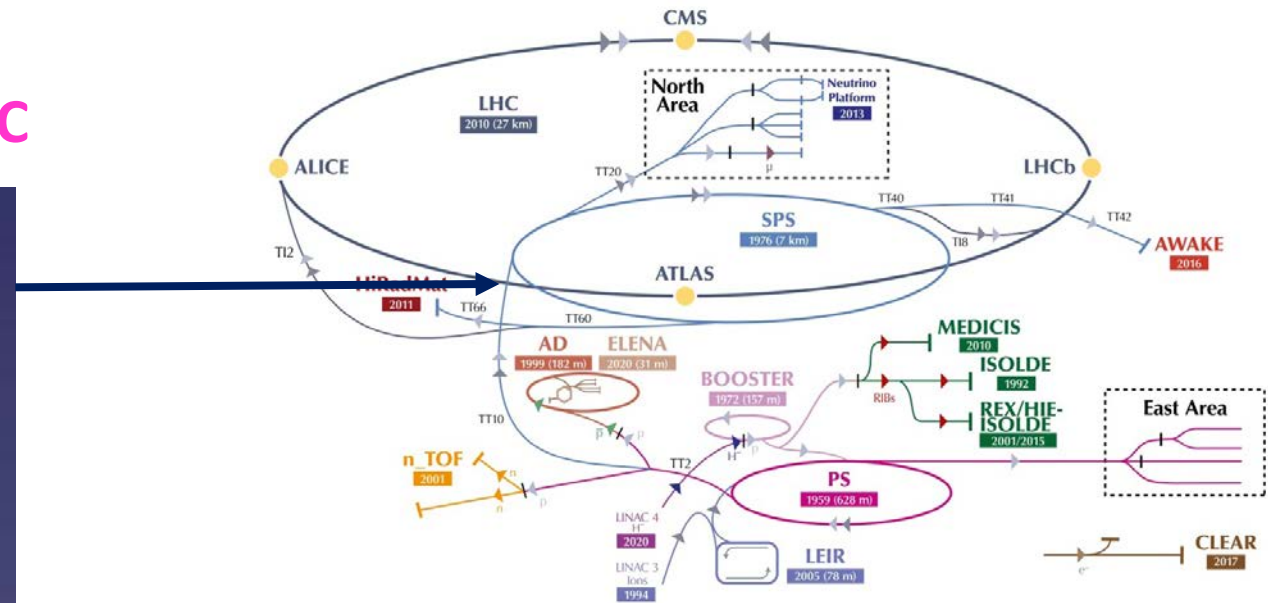 CMS
C
LHC
2010 (27 km)
North
Area
Neutrino
Platform
2013
μ
ALICE
LHCb
TT20
TT40
TT41
TT42
SPS
1976 (7 km)
TI8
AWAKE
2016
TI2
ATLAS
HiRadMat
2011
TT66
TT60
AD
1999 (182 m)
ELENA
2020 (31 m)
MEDICIS
2010
BOOSTER
1972 (157 m)
ISOLDE
1992
RIBs
REX/HIE-
ISOLDE
2001/2015
East Area
TT10
p̅
p
n_TOF
2001
n
n
p
TT2
H⁻
p
PS
1959 (628 m)
LINAC 4
H⁻
2020
LINAC 3
Ions
1994
LEIR
2005 (78 m)
e⁻
CLEAR
2017